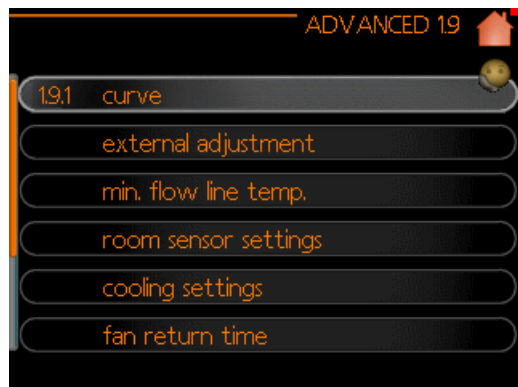 ADVANCED 1.9
1.9.1 curve
external adjustment
min. flow line temp.
room sensor settings
cooling settings
fan return time